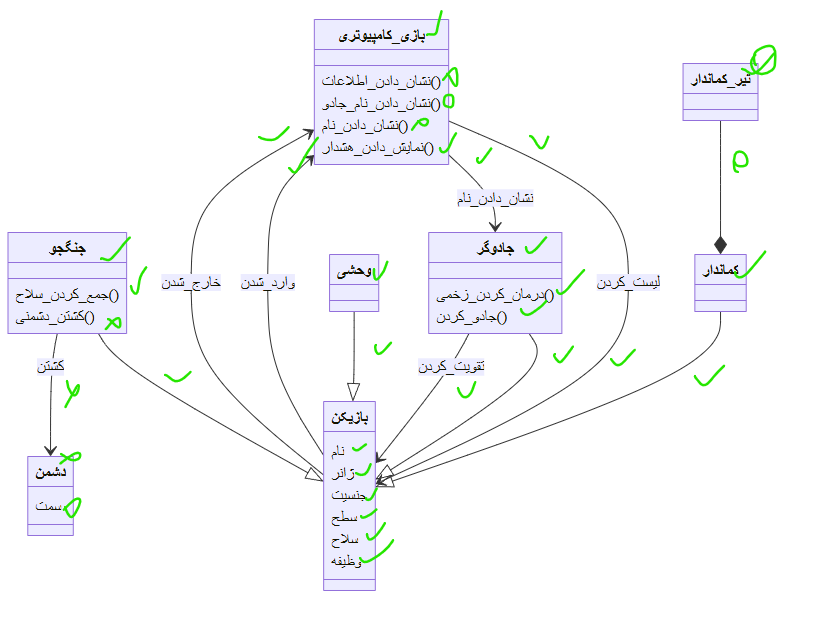 بازی_کامپیوتری
نشان_دادن_اطلاعات()
نشان_دادن_نام_جادو()
نشان_دادن_نام()
نمایش_دادن_هشدار()
تیر_کماندار
نشان_دادن_نام
جنگجو
جمع_کردن_سلاح()
کشتن_دشمنی()
خارج_شدن
وارد_شدن
وحشی
جادوگر
درمان_کردن_زخمی()
جادو_کردن()
لیست_کردن
کماندار
کشتن
تقویت_کردن
دشمن
سمت
بازیکن
نام
ژانر
جنسیت
سطح
سلاح
وظیفه